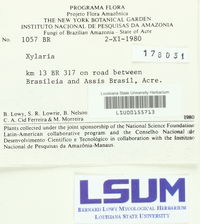 PROGRAMA FLORA
Projeto Flora Amazônica
THE NEW YORK BOTANICAL GARDEN
INSTITUTO NACIONAL DE PESQUISAS DA AMAZONIA
Fungi of Brazilian Amazonia - State of Acre
No. 1057 BR 2-XI-1980
Xylaria
178031
km 13 BR 317 on road between
Brasileia and Assis Brasil, Acre.
Louisiana State University Herbarium
LSU00155713
B. Lowy, S. R. Lowrie, B. Nelson
C. A. Cid Ferreira & M. Moreira 1980
Plants collected under the joint sponsorship of the National Science Foundation
Latin-American collaborative program and the Conselho Nacional de
Desenvolvimento Científico e Tecnológico in collaboration with the Instituto
Nacional de Pesquisas da Amazônia-Manaus.
LSUM
BERNARD LOWY MYCOLOGICAL HERBARIUM
LOUISIANA STATE UNIVERSITY